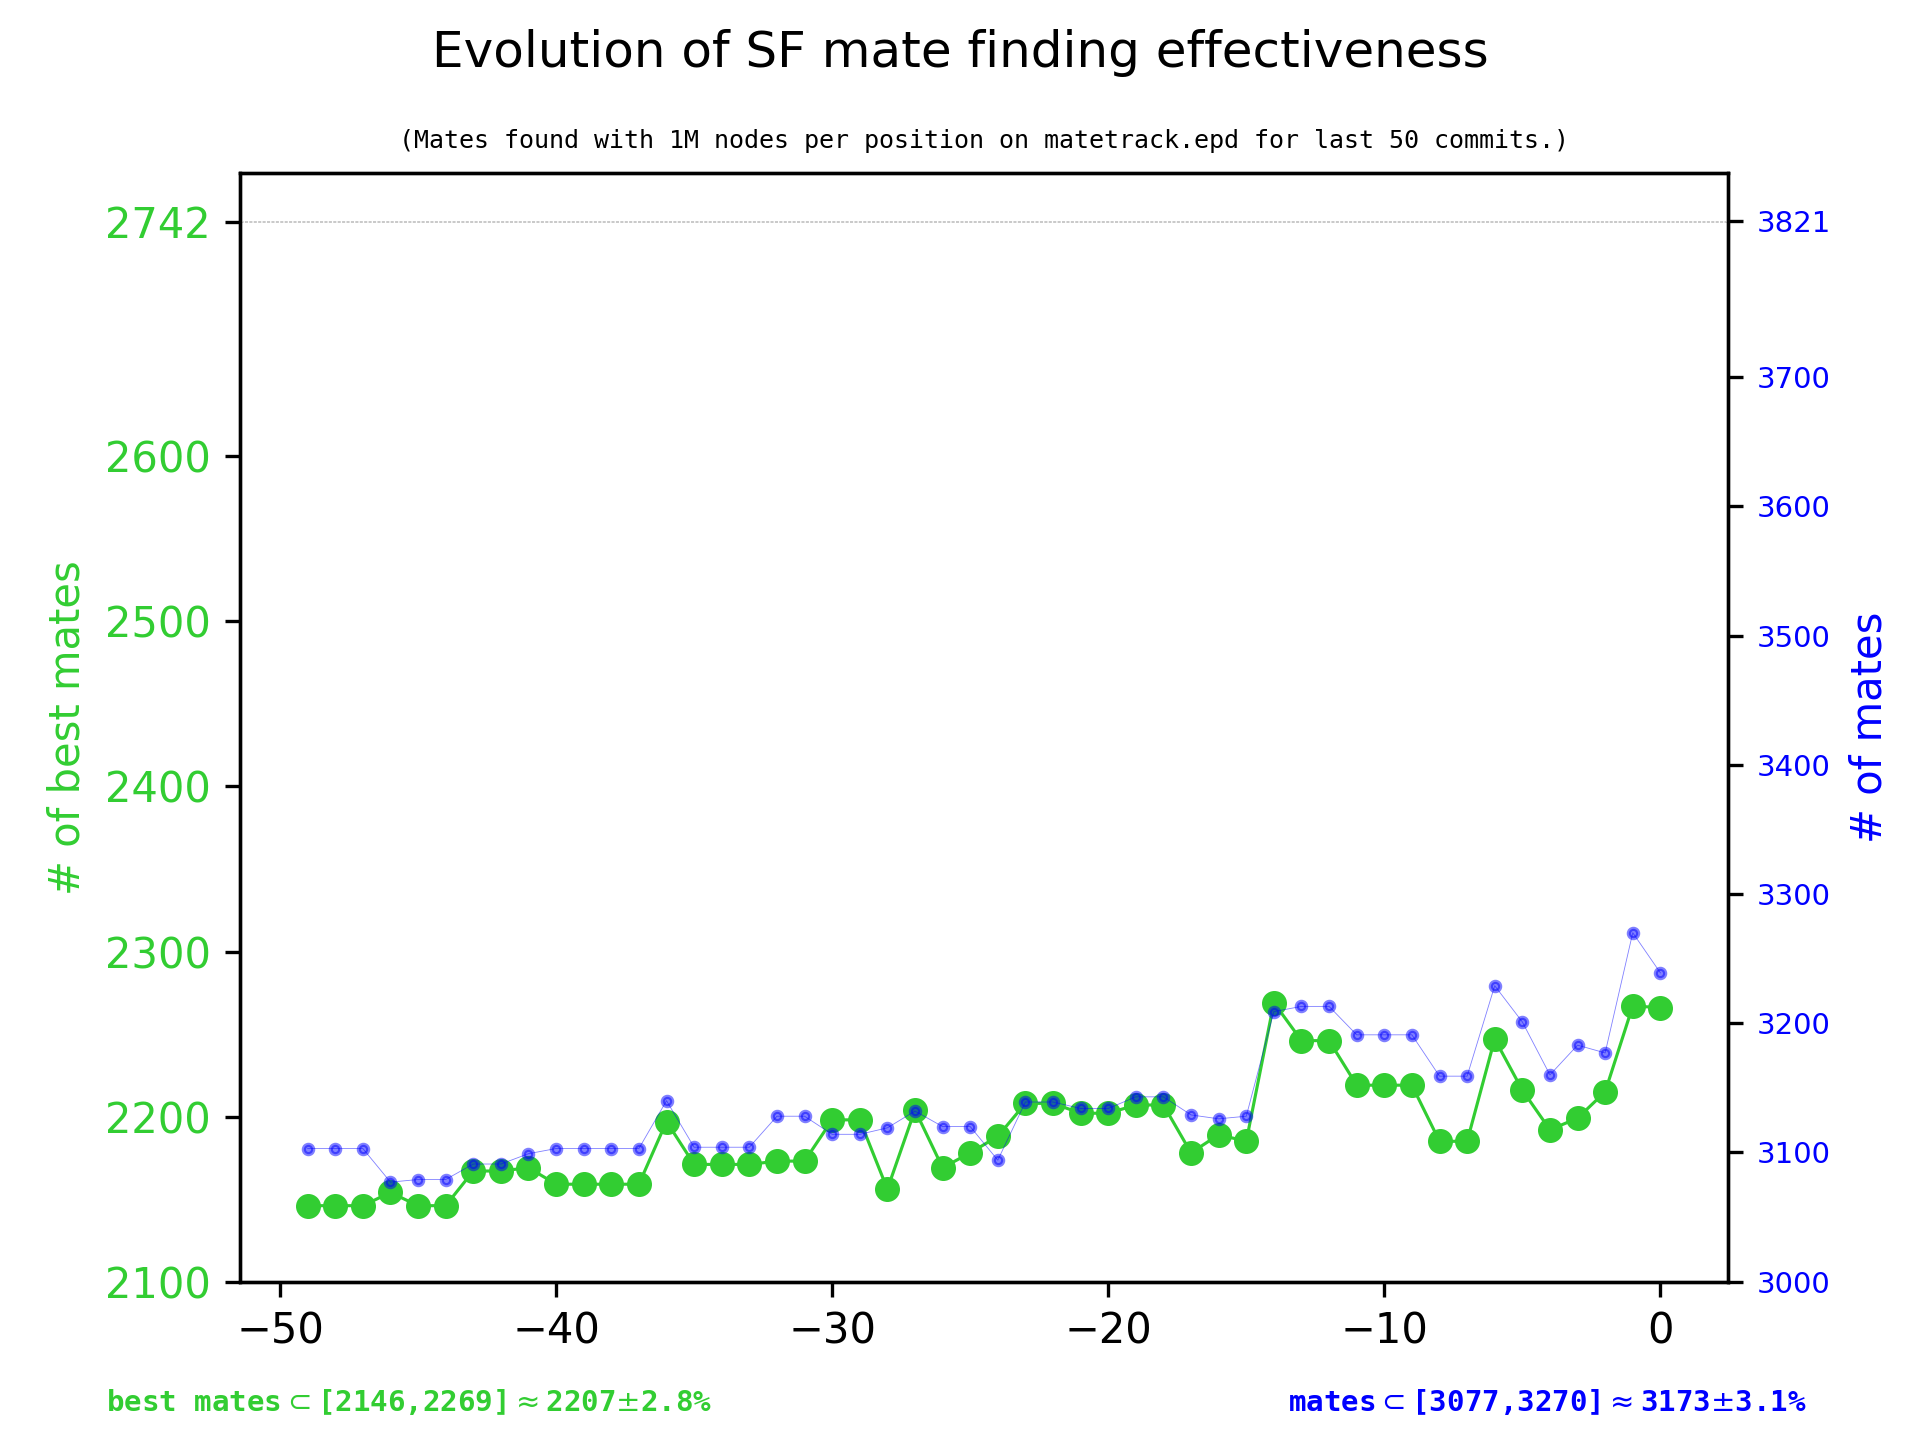 Evolution of SF mate finding effectiveness
(Mates found with 1M nodes per position on matetrack.epd for last 50 commits.)
# of best mates
2742
2600
2500
2400
2300
2200
2100
3821
3700
3600
3500
3400
3300
3200
3100
3000
# of mates
−50 −40 −30 −20 −10 0
best mates ⊂ [2146,2269] ≈ 2207±2.8% mates ⊂ [3077,3270] ≈ 3173±3.1%